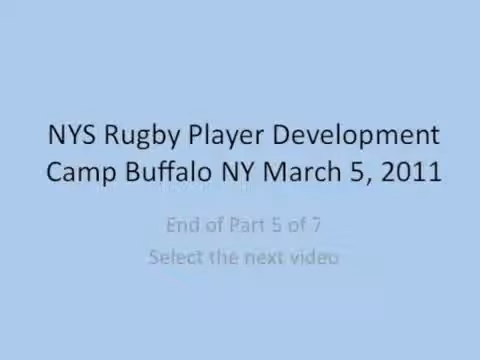 NYS Rugby Player Development
Camp Buffalo NY March 5, 2011
End of Part 5 of 7
Select the next video